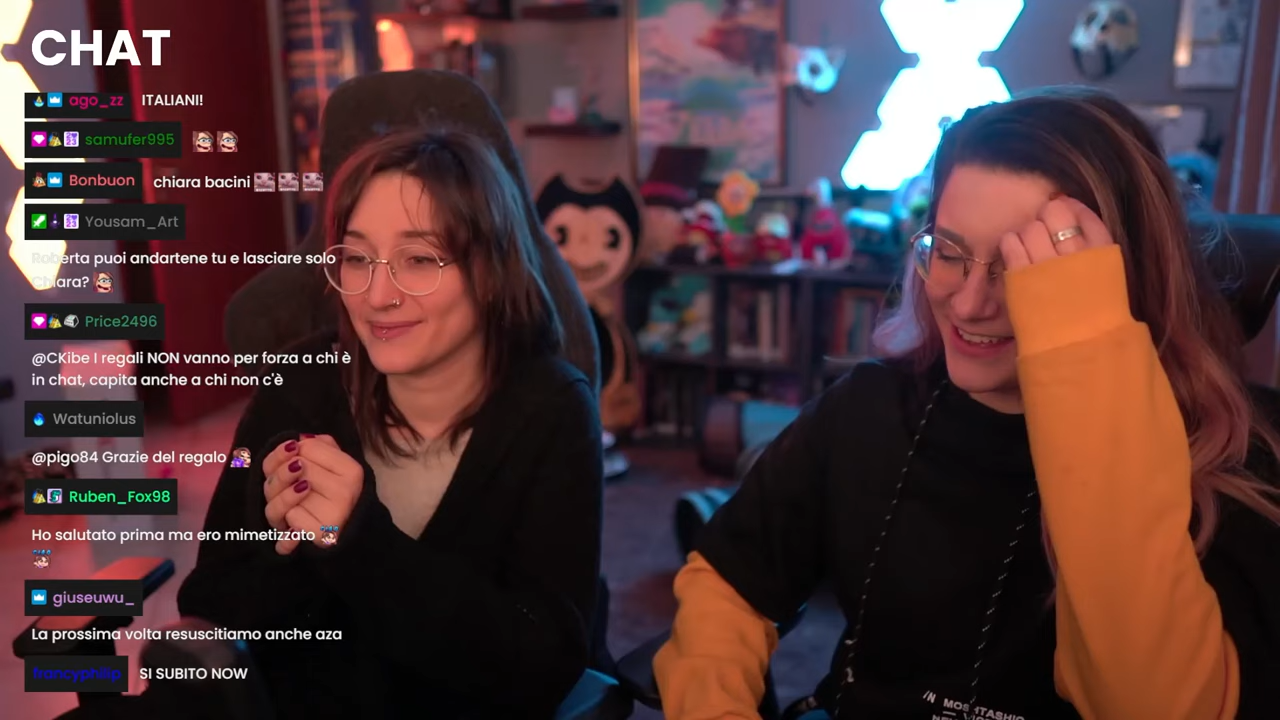 CHAT
ago_zz ITALIANI!
samufer995
Bonbuon chiara bacini
Yousam_Art
Roberta puoi andartene tu e lasciare solo
Chiara?
Price2496
@CKibe I regali NON vanno per forza a chi è
in chat, capita anche a chi non c'è
Watuniolus
@pigo84 Grazie del regalo
Ruben_Fox98
Ho salutato prima ma ero mimetizzato
giuseuwu_
La prossima volta resuscitiamo anche aza
francyphilip SI SUBITO NOW